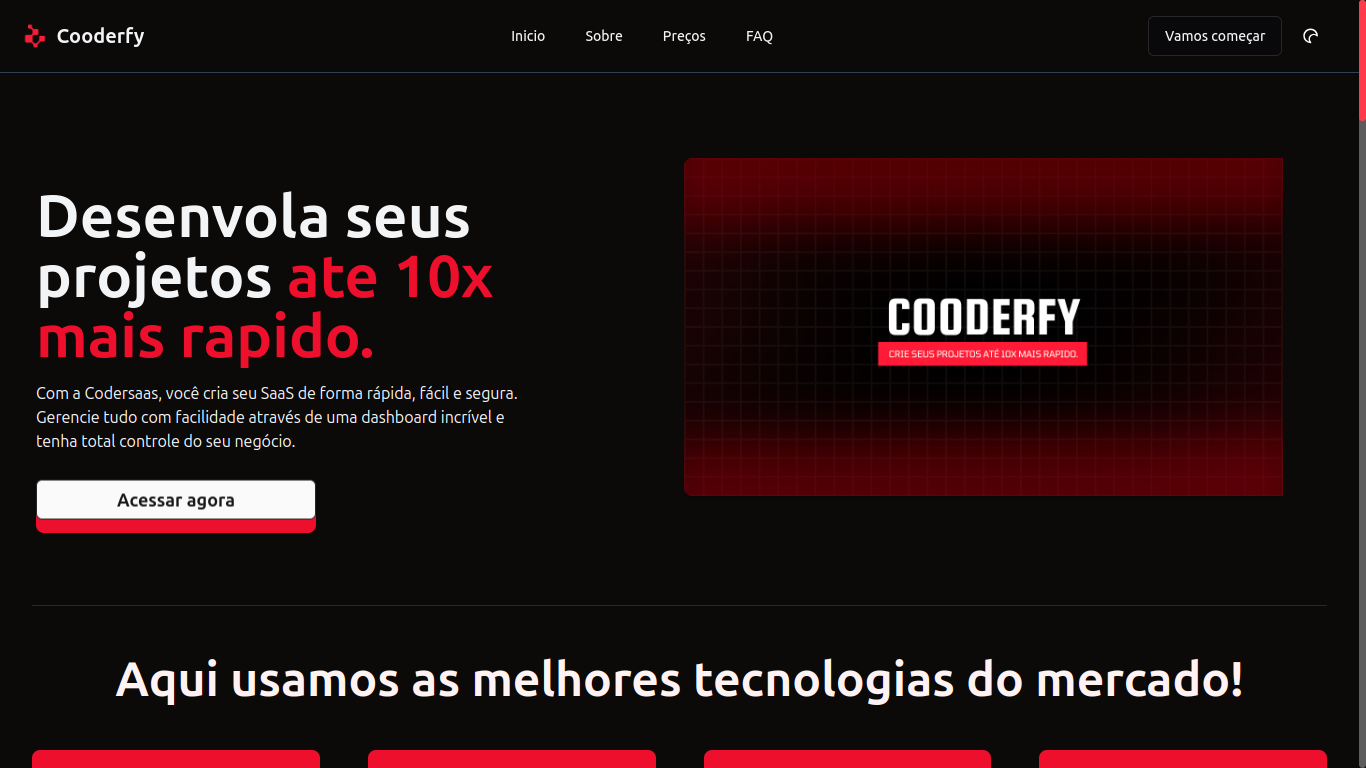 Cooderfy
Inicio
Sobre
Preços
FAQ
Vamos começar
Desenvola seus
projetos ate 10x
mais rapido.
Com a Codersaas, você cria seu SaaS de forma rápida, fácil e segura.
Gerencie tudo com facilidade através de uma dashboard incrível e
tenha total controle do seu negócio.
Acessar agora
COODERFY
CRIE SEUS PROJETOS ATÉ 10X MAIS RAPIDO.
Aqui usamos as melhores tecnologias do mercado!